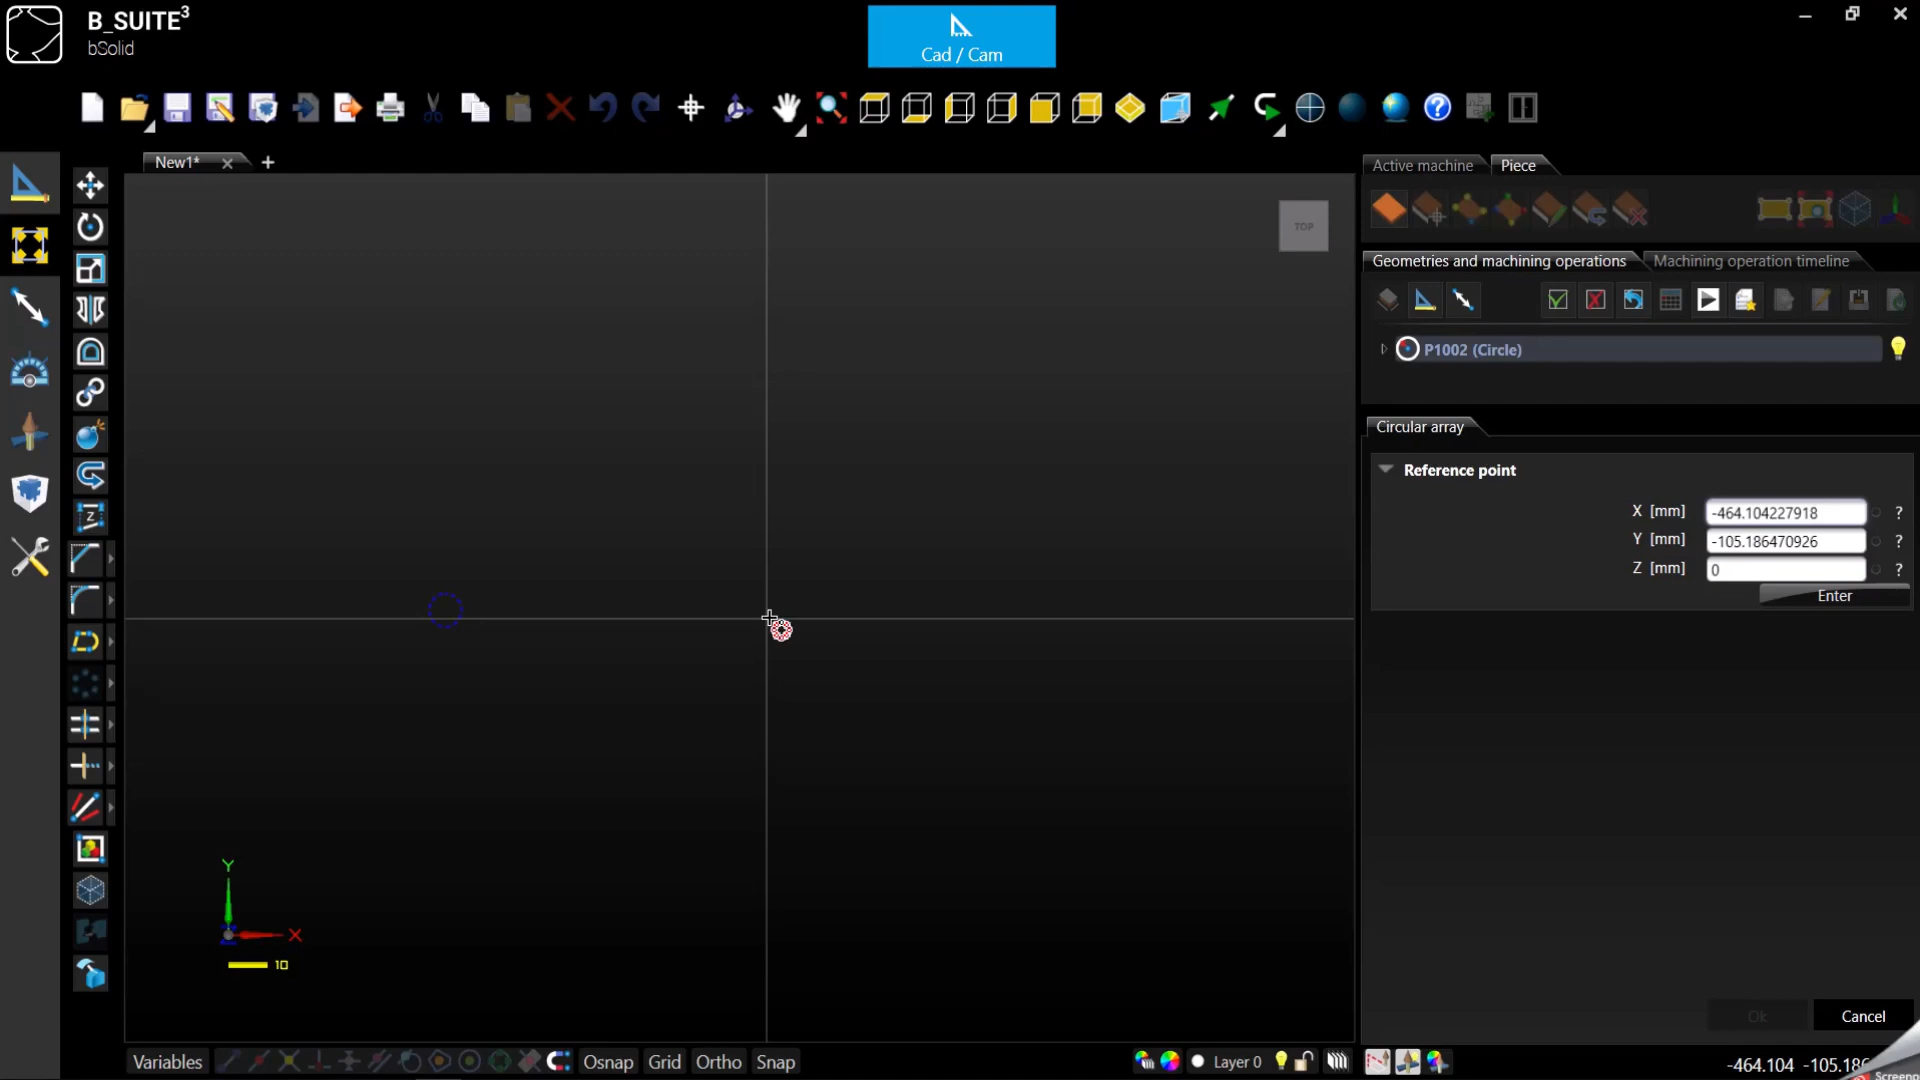 B_SUITE³
bSolid
Cad / Cam
New1*
Active machine
Piece
TOP
Geometries and machining operations
Machining operation timeline
P1002 (Circle)
Circular array
Reference point
X [mm] -464.104227918 ?
Y [mm] -105.186470926 ?
Z [mm] 0 ?
Enter
Z
Y
X
10
Ok
Cancel
Variables
Osnap
Grid
Ortho
Snap
Layer 0
-464.104 -105.186